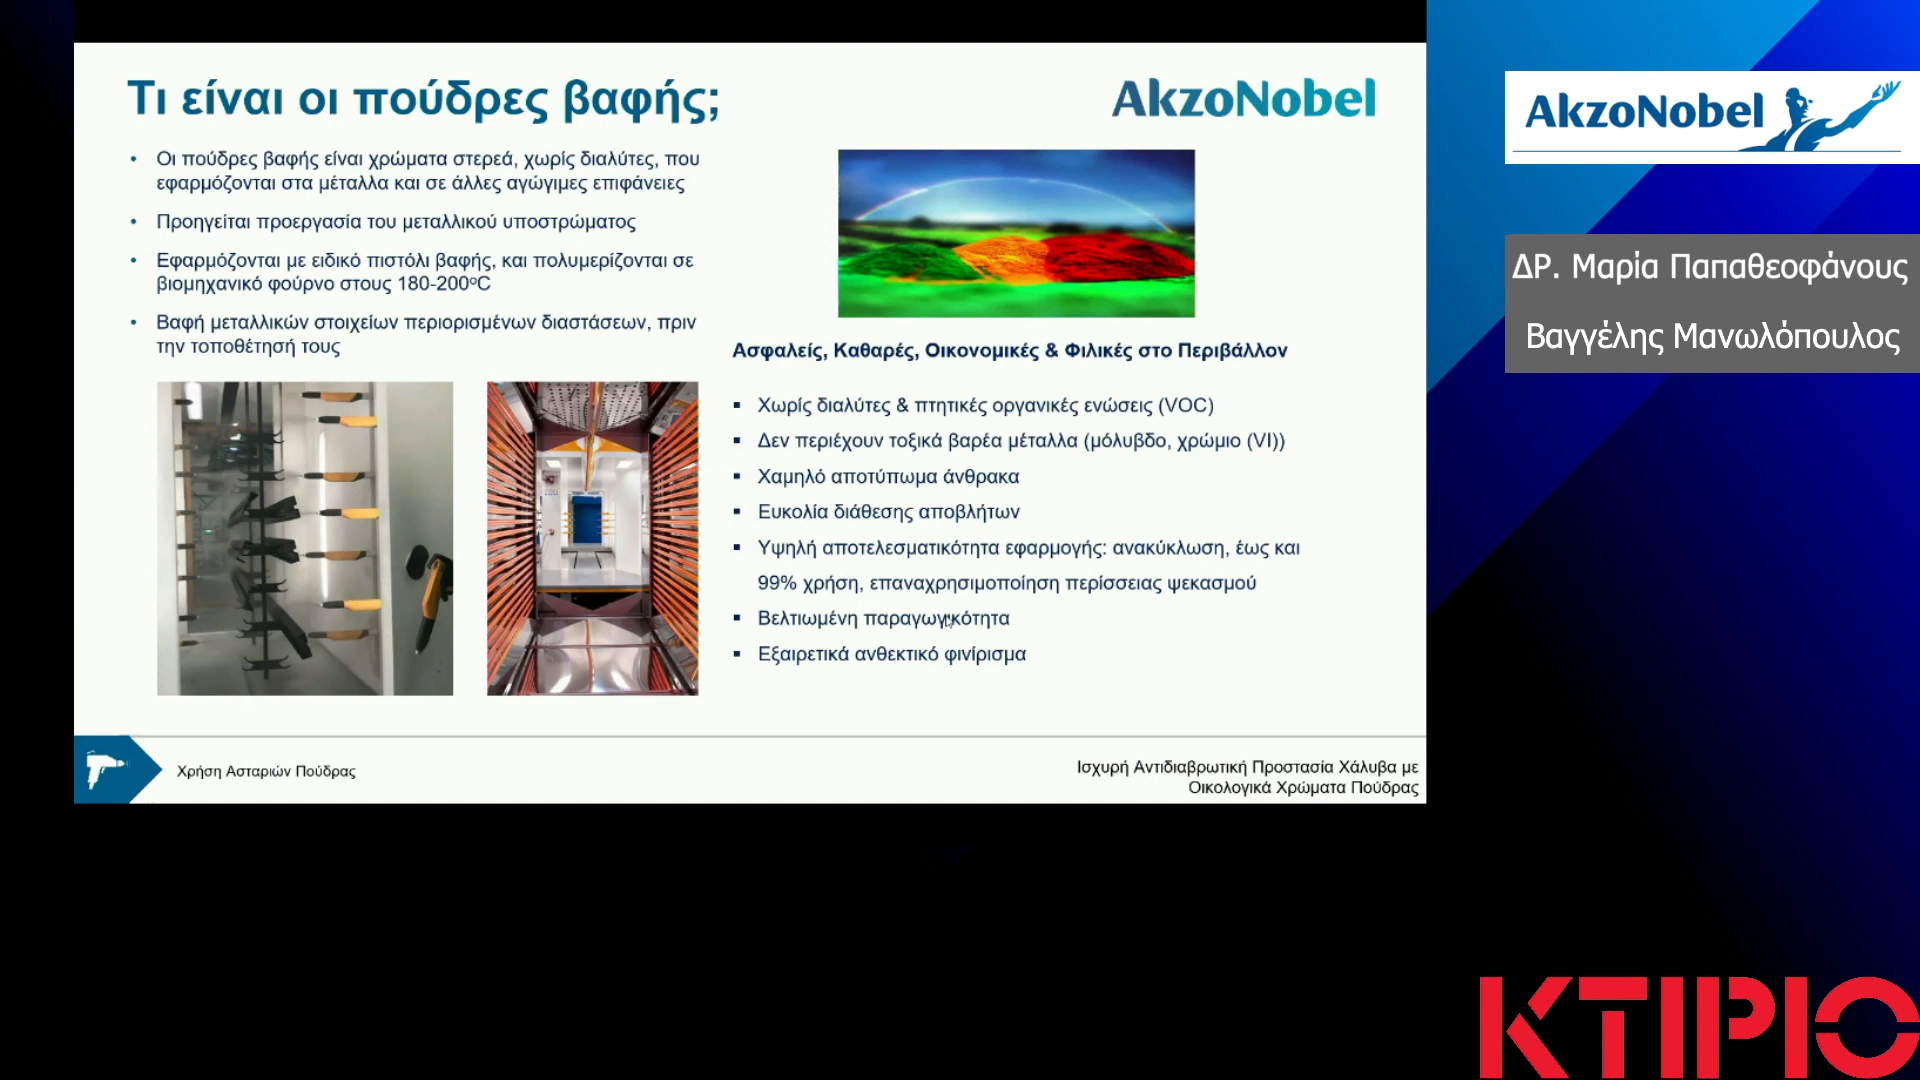 Τι είναι οι πούδρες βαφής;
AkzoNobel
• Οι πούδρες βαφής είναι χρώματα στερεά, χωρίς διαλύτες, που
εφαρμόζονται στα μέταλλα και σε άλλες αγώγιμες επιφάνειες
• Προηγείται προεργασία του μεταλλικού υποστρώματος
• Εφαρμόζονται με ειδικό πιστόλι βαφής, και πολυμερίζονται σε
βιομηχανικό φούρνο στους 180-200ºC
• Βαφή μεταλλικών στοιχείων περιορισμένων διαστάσεων, πριν
την τοποθέτησή τους
Ασφαλείς, Καθαρές, Οικονομικές & Φιλικές στο Περιβάλλον
▪ Χωρίς διαλύτες & πτητικές οργανικές ενώσεις (VOC)
▪ Δεν περιέχουν τοξικά βαρέα μέταλλα (μόλυβδο, χρώμιο (VI))
▪ Χαμηλό αποτύπωμα άνθρακα
▪ Ευκολία διάθεσης αποβλήτων
▪ Υψηλή αποτελεσματικότητα εφαρμογής: ανακύκλωση, έως και
99% χρήση, επαναχρησιμοποίηση περίσσειας ψεκασμού
▪ Βελτιωμένη παραγωγικότητα
▪ Εξαιρετικά ανθεκτικό φινίρισμα
Χρήση Ασταριών Πούδρας
Ισχυρή Αντιδιαβρωτική Προστασία Χάλυβα με
Οικολογικά Χρώματα Πούδρας
AkzoNobel
ΔΡ. Μαρία Παπαθεοφάνους
Βαγγέλης Μανωλόπουλος
ΚΤΙΡΙΟ